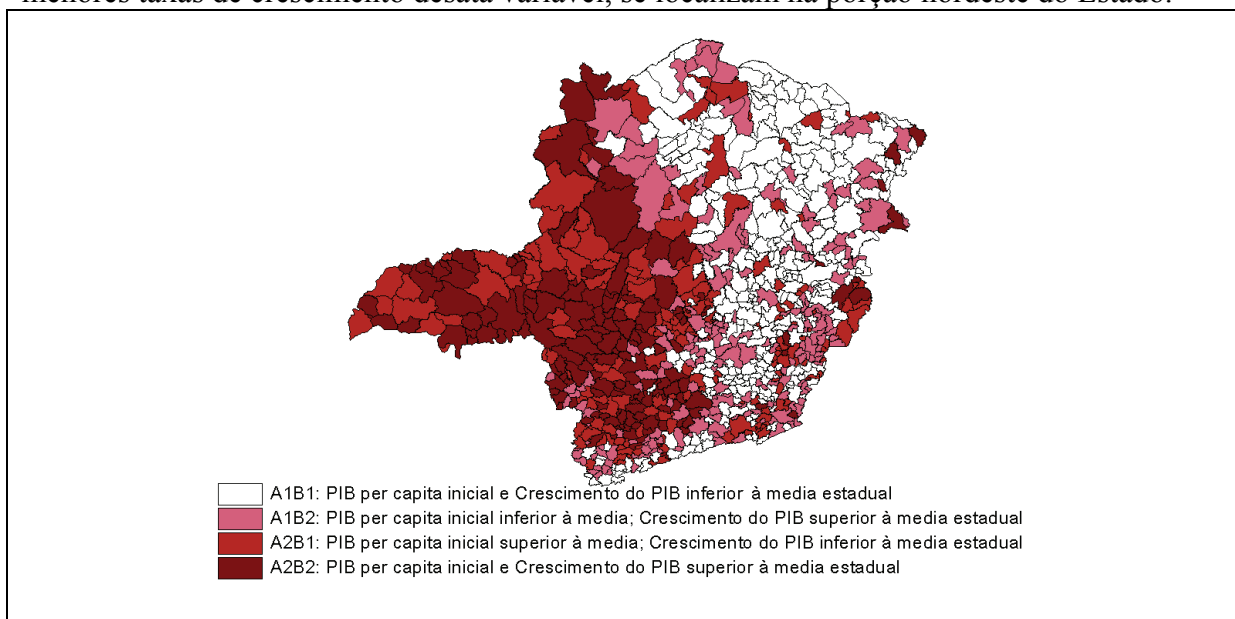 menores taxas de crescimento desata variável, se localizam na porção nordeste do Estado.
A1B1: PIB per capita inicial e Crescimento do PIB inferior à media estadual
A1B2: PIB per capita inicial inferior à media; Crescimento do PIB superior à media estadual
A2B1: PIB per capita inicial superior à media; Crescimento do PIB inferior à media estadual
A2B2: PIB per capita inicial e Crescimento do PIB superior à media estadual